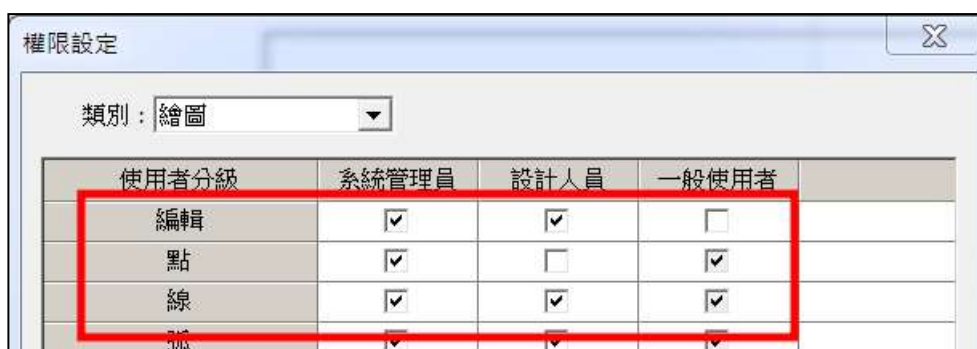 權限設定
類別：繪圖
使用者分級 系統管理員 設計人員 一般使用者
編輯
點
線
弧